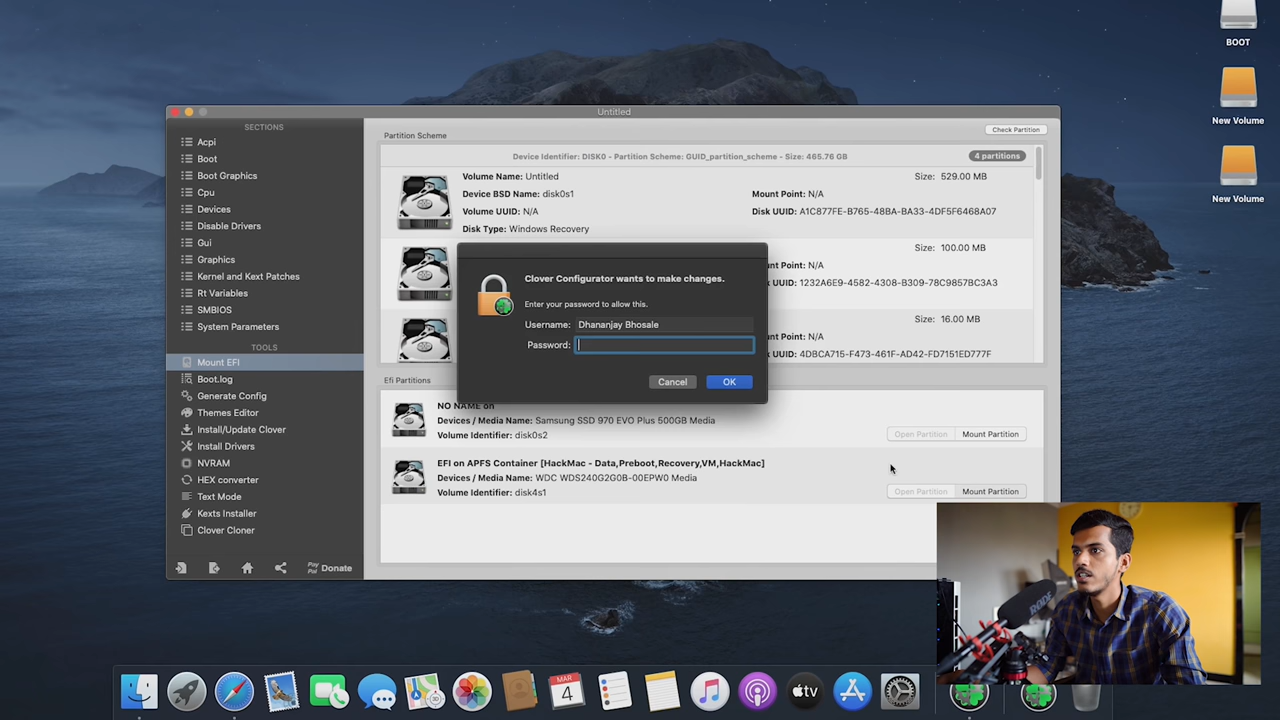 BOOT
New Volume
New Volume
Untitled
SECTIONS
Acpi
Boot
Boot Graphics
Cpu
Devices
Disable Drivers
Gui
Graphics
Kernel and Kext Patches
Rt Variables
SMBIOS
System Parameters
TOOLS
Mount EFI
Boot.log
Generate Config
Themes Editor
Install/Update Clover
Install Drivers
NVRAM
HEX converter
Text Mode
Kexts Installer
Clover Cloner
Pay Pal Donate
Partition Scheme
Check Partition
Device Identifier: DISK0 - Partition Scheme: GUID_partition_scheme - Size: 465.76 GB
4 partitions
Volume Name: Untitled
Size: 529.00 MB
Device BSD Name: disk0s1
Mount Point: N/A
Volume UUID: N/A
Disk UUID: A1C877FE-B765-48BA-BA33-4DF5F6468A07
Disk Type: Windows Recovery
Size: 100.00 MB
nt Point: N/A
UUID: 1232A6E9-4582-4308-B309-78C9857BC3A3
Size: 16.00 MB
nt Point: N/A
UUID: 4DBCA715-F473-461F-AD42-FD7151ED777F
Clover Configurator wants to make changes.
Enter your password to allow this.
Username: Dhananjay Bhosale
Password:
Cancel
OK
Efi Partitions
NO NAME on
Devices / Media Name: Samsung SSD 970 EVO Plus 500GB Media
Volume Identifier: disk0s2
Open Partition
Mount Partition
EFI on APFS Container [HackMac - Data,Preboot,Recovery,VM,HackMac]
Devices / Media Name: WDC WDS240G2G0B-00EPW0 Media
Volume Identifier: disk4s1
Open Partition
Mount Partition
RODE
MAR
4
tv